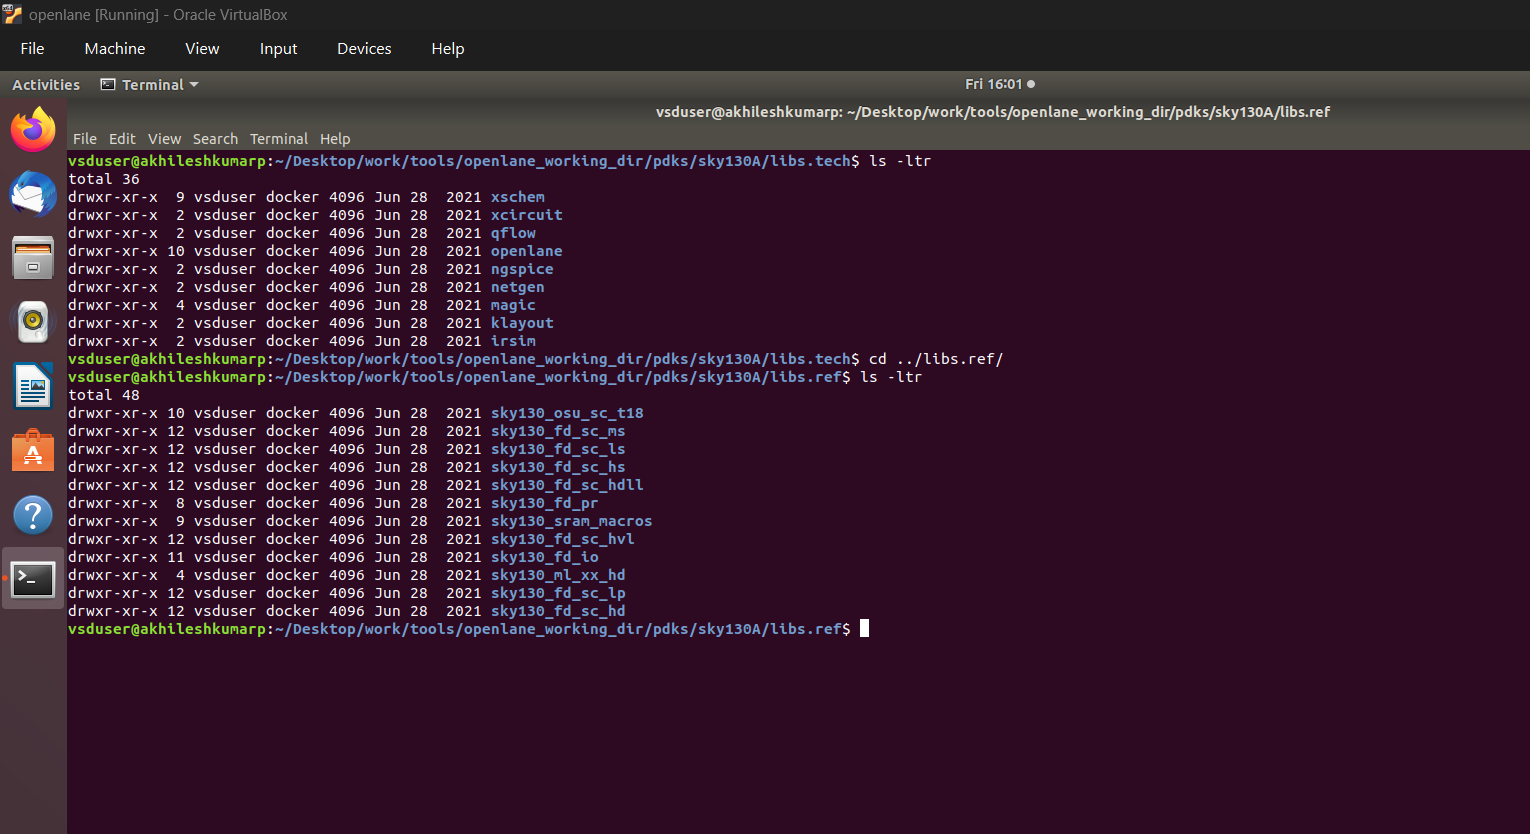 openlane [Running] - Oracle VirtualBox
File Machine View Input Devices Help
Activities Terminal Fri 16:01
vsduser@akhileshkumarp: ~/Desktop/work/tools/openlane_working_dir/pdks/sky130A/libs.ref
File Edit View Search Terminal Help
vsduser@akhileshkumarp:~/Desktop/work/tools/openlane_working_dir/pdks/sky130A/libs.tech$ ls -ltr
total 36
drwxr-xr-x  9 vsduser docker 4096 Jun 28  2021 xschem
drwxr-xr-x  2 vsduser docker 4096 Jun 28  2021 xcircuit
drwxr-xr-x  2 vsduser docker 4096 Jun 28  2021 qflow
drwxr-xr-x 10 vsduser docker 4096 Jun 28  2021 openlane
drwxr-xr-x  2 vsduser docker 4096 Jun 28  2021 ngspice
drwxr-xr-x  2 vsduser docker 4096 Jun 28  2021 netgen
drwxr-xr-x  4 vsduser docker 4096 Jun 28  2021 magic
drwxr-xr-x  2 vsduser docker 4096 Jun 28  2021 klayout
drwxr-xr-x  2 vsduser docker 4096 Jun 28  2021 irsim
vsduser@akhileshkumarp:~/Desktop/work/tools/openlane_working_dir/pdks/sky130A/libs.tech$ cd ../libs.ref/
vsduser@akhileshkumarp:~/Desktop/work/tools/openlane_working_dir/pdks/sky130A/libs.ref$ ls -ltr
total 48
drwxr-xr-x 10 vsduser docker 4096 Jun 28  2021 sky130_osu_sc_t18
drwxr-xr-x 12 vsduser docker 4096 Jun 28  2021 sky130_fd_sc_ms
drwxr-xr-x 12 vsduser docker 4096 Jun 28  2021 sky130_fd_sc_ls
drwxr-xr-x 12 vsduser docker 4096 Jun 28  2021 sky130_fd_sc_hs
drwxr-xr-x 12 vsduser docker 4096 Jun 28  2021 sky130_fd_sc_hdll
drwxr-xr-x  8 vsduser docker 4096 Jun 28  2021 sky130_fd_pr
drwxr-xr-x  9 vsduser docker 4096 Jun 28  2021 sky130_sram_macros
drwxr-xr-x 12 vsduser docker 4096 Jun 28  2021 sky130_fd_sc_hvl
drwxr-xr-x 11 vsduser docker 4096 Jun 28  2021 sky130_fd_io
drwxr-xr-x  4 vsduser docker 4096 Jun 28  2021 sky130_ml_xx_hd
drwxr-xr-x 12 vsduser docker 4096 Jun 28  2021 sky130_fd_sc_lp
drwxr-xr-x 12 vsduser docker 4096 Jun 28  2021 sky130_fd_sc_hd
vsduser@akhileshkumarp:~/Desktop/work/tools/openlane_working_dir/pdks/sky130A/libs.ref$